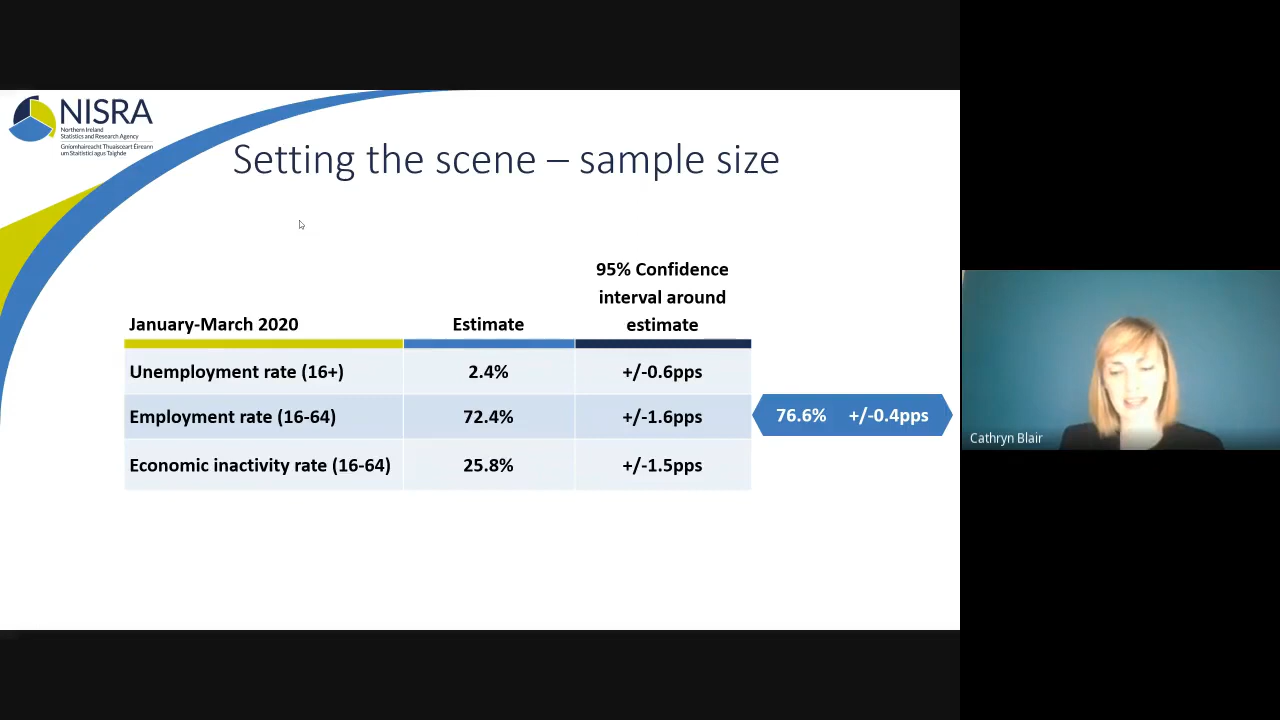 NISRA
Northern Ireland
Statistics and Research Agency
Gníomhaireacht Thuaisceart Éireann
um Staitisticí agus Taighde
Setting the scene – sample size
95% Confidence
interval around
January-March 2020 Estimate estimate
Unemployment rate (16+) 2.4% +/-0.6pps
Employment rate (16-64) 72.4% +/-1.6pps 76.6% +/-0.4pps
Economic inactivity rate (16-64) 25.8% +/-1.5pps
Cathryn Blair